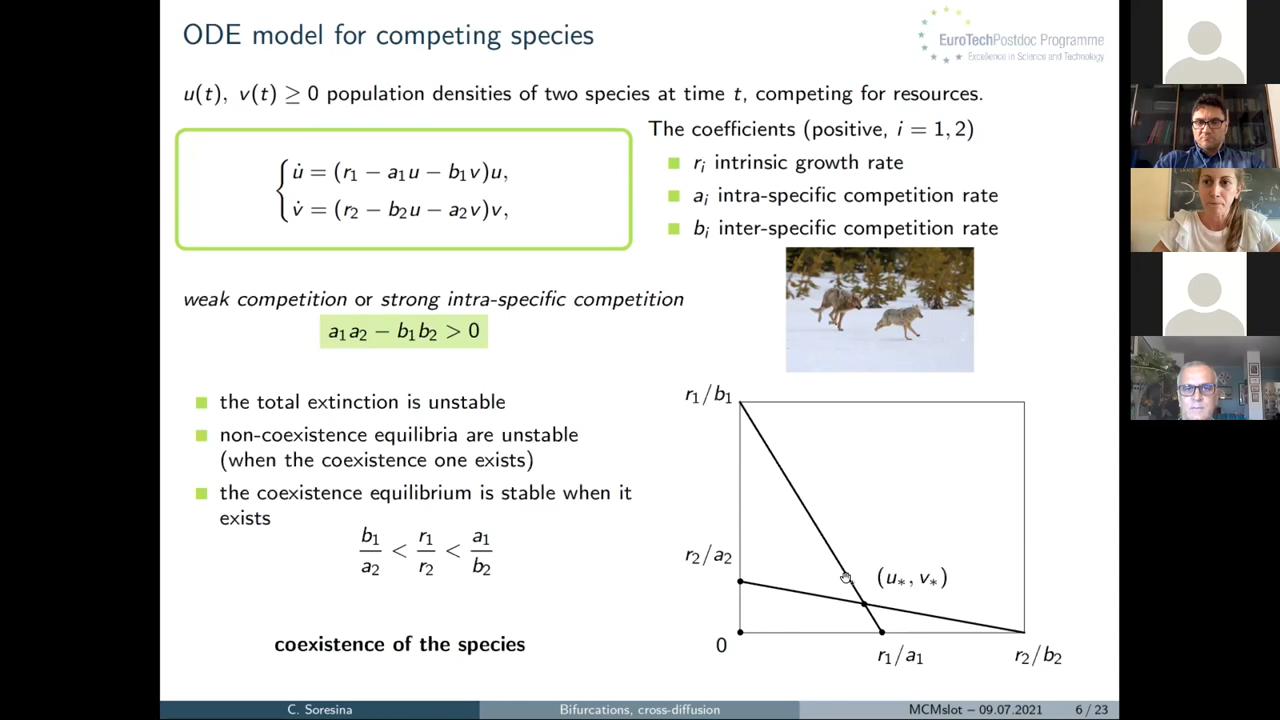 ODE model for competing species
EuroTechPostdoc Programme
Excellence in Science and Technology
u(t), v(t) ≥ 0 population densities of two species at time t, competing for resources.
u̇ = (r₁ − a₁u − b₁v)u,
v̇ = (r₂ − b₂u − a₂v)v,
The coefficients (positive, i = 1, 2)
rᵢ intrinsic growth rate
aᵢ intra-specific competition rate
bᵢ inter-specific competition rate
weak competition or strong intra-specific competition
a₁a₂ − b₁b₂ > 0
the total extinction is unstable
non-coexistence equilibria are unstable
(when the coexistence one exists)
the coexistence equilibrium is stable when it
exists
b₁/a₂ < r₁/r₂ < a₁/b₂
coexistence of the species
r₁/b₁
r₂/a₂
(u*, v*)
0
r₁/a₁
r₂/b₂
C. Soresina
Bifurcations, cross-diffusion
MCMslot – 09.07.2021
6 / 23